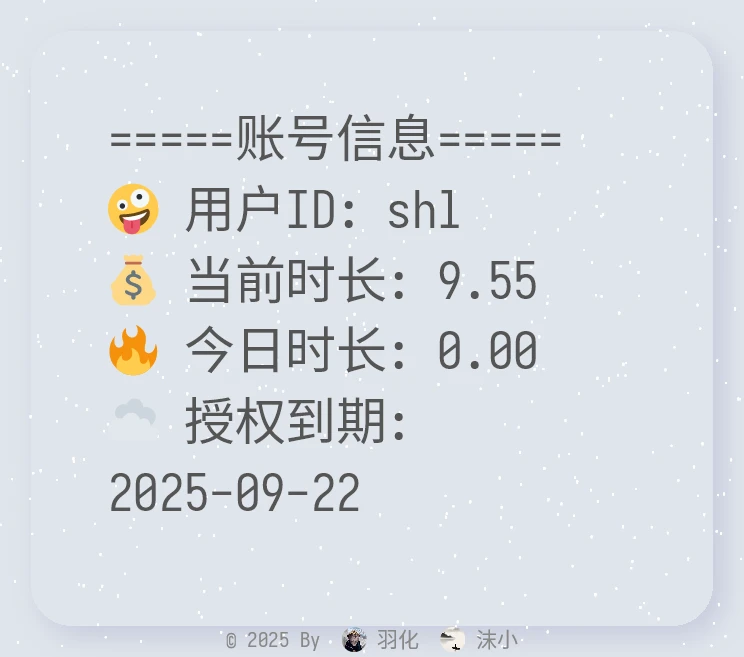 =====账号信息=====
🤪 用户ID: shl
💰 当前时长: 9.55
🔥 今日时长: 0.00
☁️ 授权到期:
2025-09-22
© 2025 By 羽化 沫小